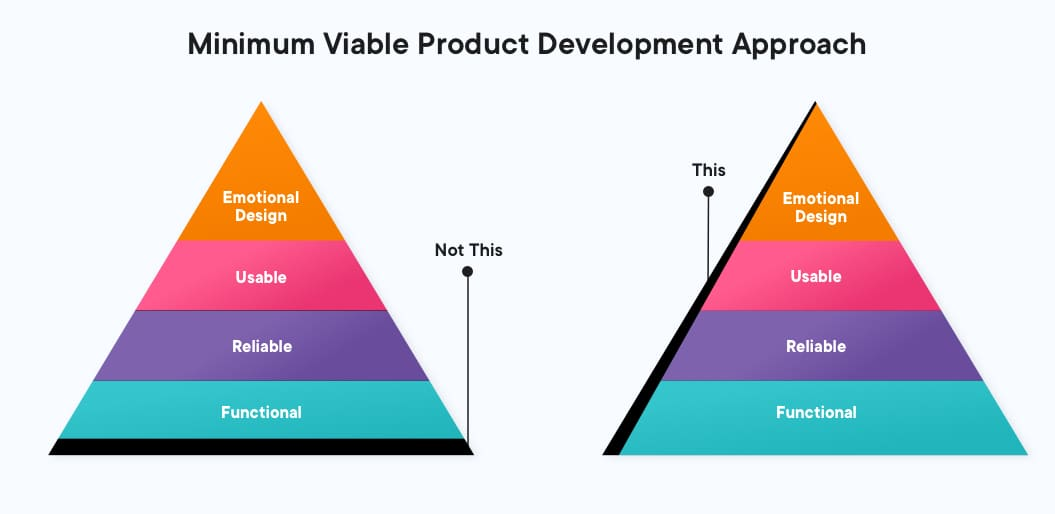 Minimum Viable Product Development Approach
Emotional
Design
Usable
Reliable
Functional
Not This
This
Emotional
Design
Usable
Reliable
Functional